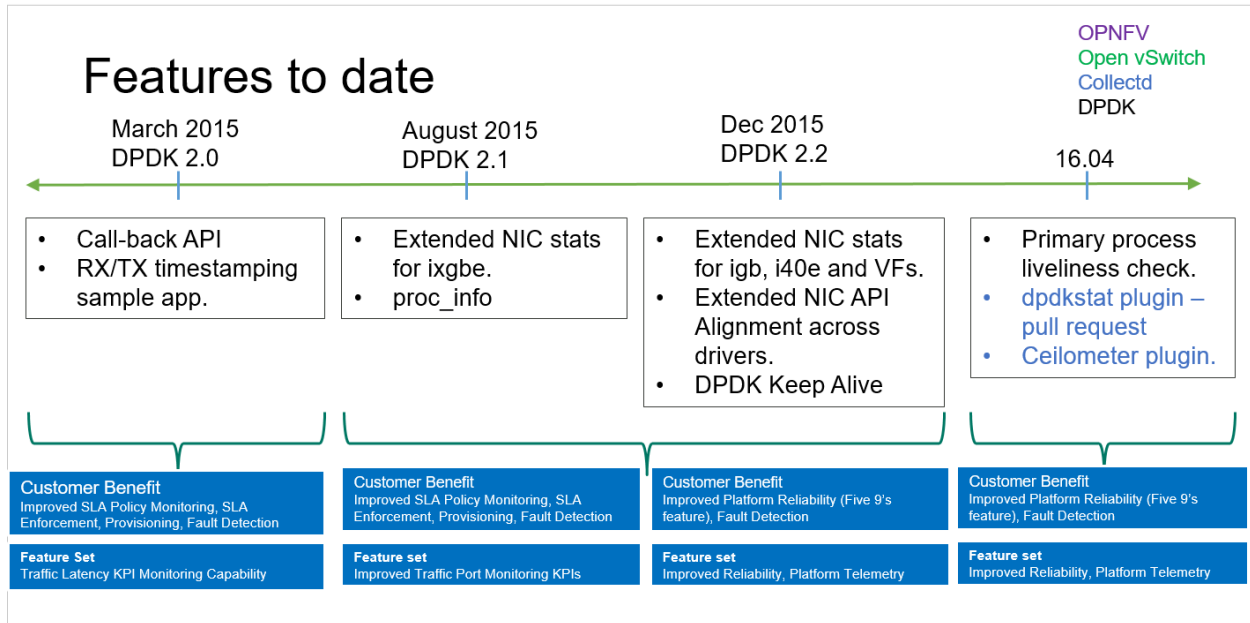 OPNFV
Open vSwitch
Collectd
DPDK
Features to date
March 2015
DPDK 2.0
August 2015
DPDK 2.1
Dec 2015
DPDK 2.2
16.04
• Call-back API
• RX/TX timestamping
sample app.
• Extended NIC stats
for ixgbe.
• proc_info
• Extended NIC stats
for igb, i40e and VFs.
• Extended NIC API
Alignment across
drivers.
• DPDK Keep Alive
• Primary process
liveliness check.
• dpdkstat plugin –
pull request
• Ceilometer plugin.
Customer Benefit
Improved SLA Policy Monitoring, SLA
Enforcement, Provisioning, Fault Detection
Customer Benefit
Improved SLA Policy Monitoring, SLA
Enforcement, Provisioning, Fault Detection
Customer Benefit
Improved Platform Reliability (Five 9's
feature), Fault Detection
Customer Benefit
Improved Platform Reliability (Five 9's
feature), Fault Detection
Feature Set
Traffic Latency KPI Monitoring Capability
Feature set
Improved Traffic Port Monitoring KPIs
Feature set
Improved Reliability, Platform Telemetry
Feature set
Improved Reliability, Platform Telemetry